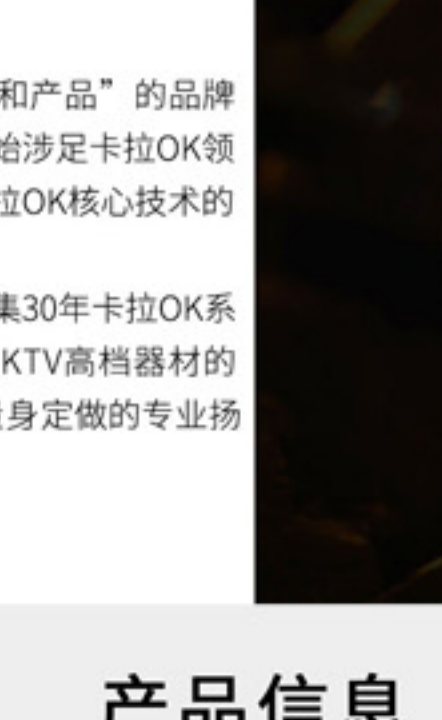 和产品”的品牌
始涉足卡拉OK领
拉OK核心技术的
集30年卡拉OK系
KTV高档器材的
身定做的专业扬
产品信息